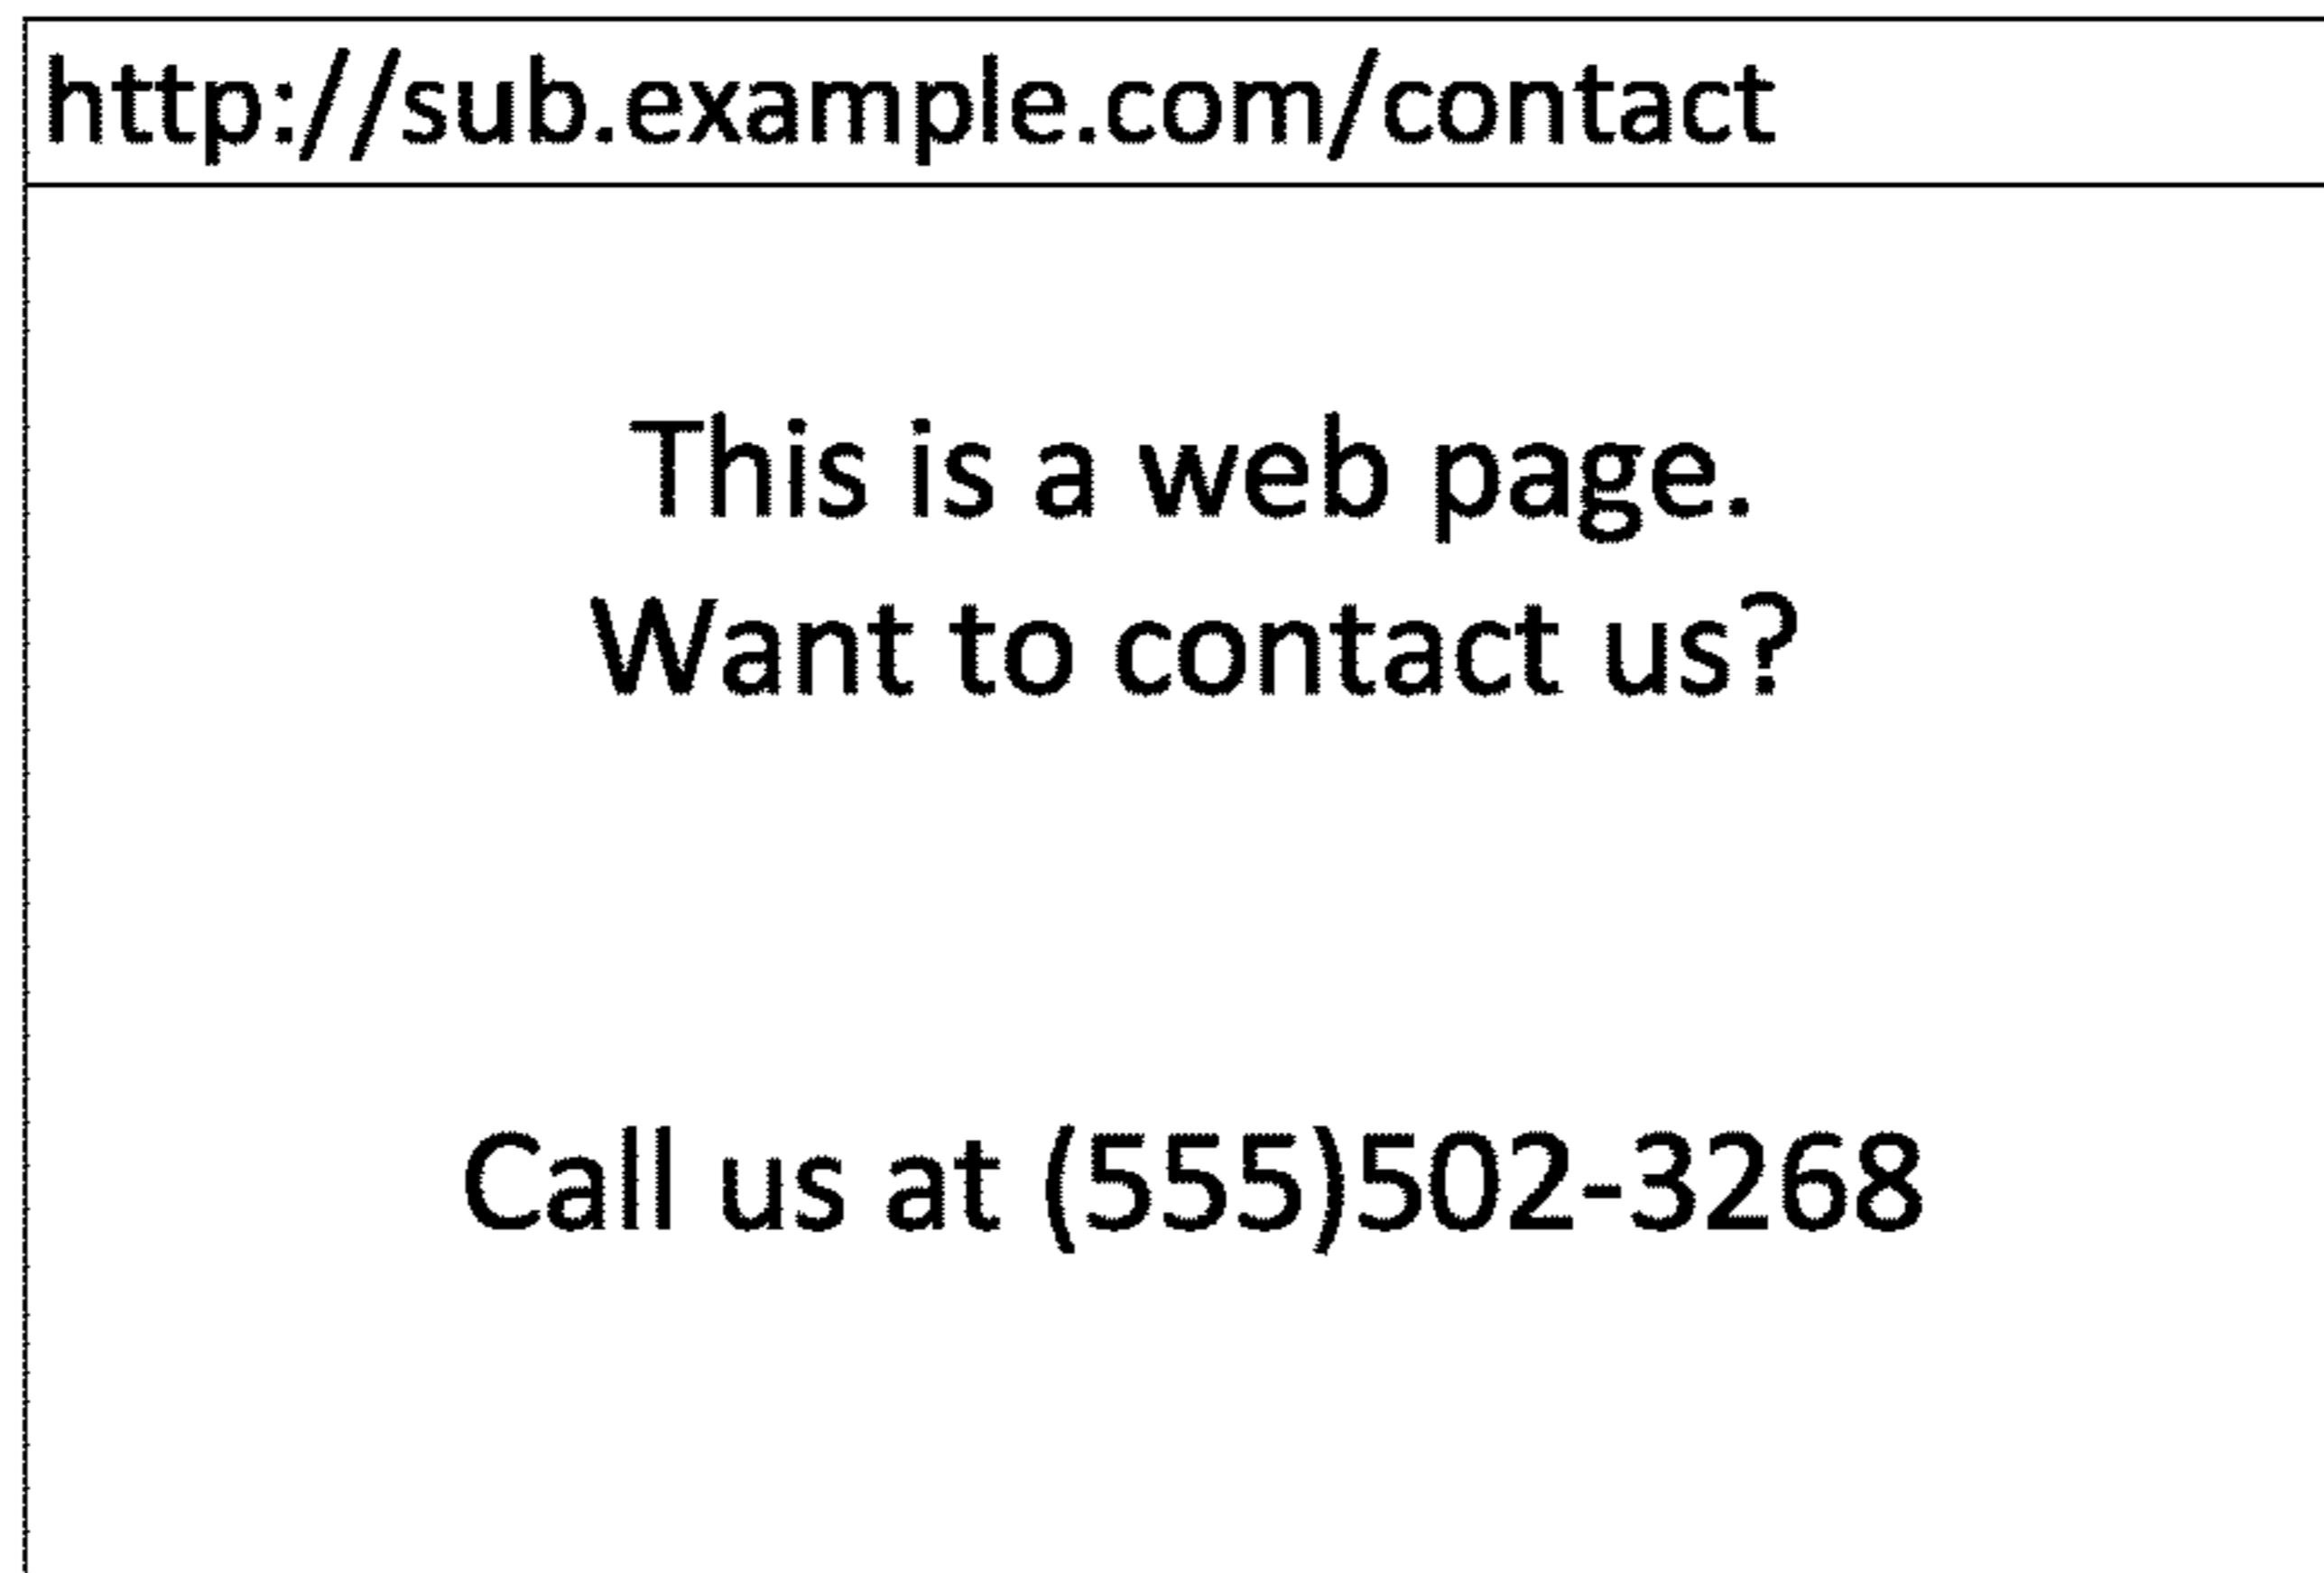 http://sub.example.com/contact
This is a web page.
Want to contact us?
Call us at (555)502-3268